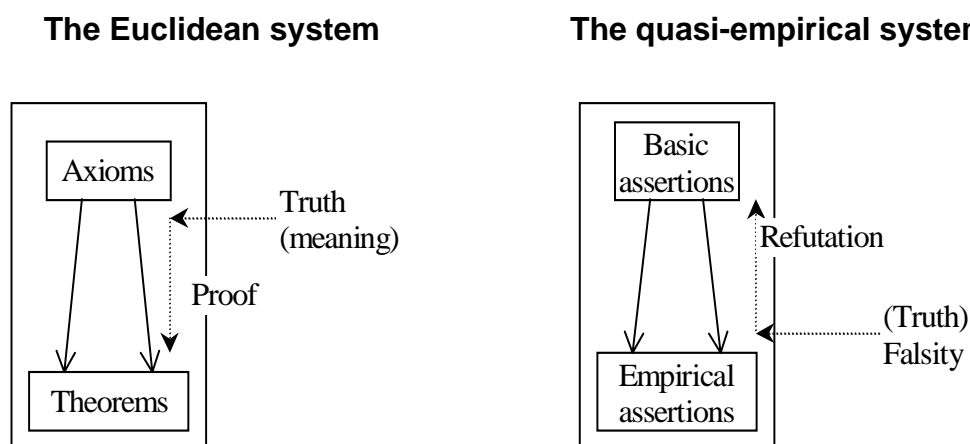 The Euclidean system
Axioms
Truth
(meaning)
Proof
Theorems
The quasi-empirical system
Basic
assertions
Refutation
(Truth)
Falsity
Empirical
assertions